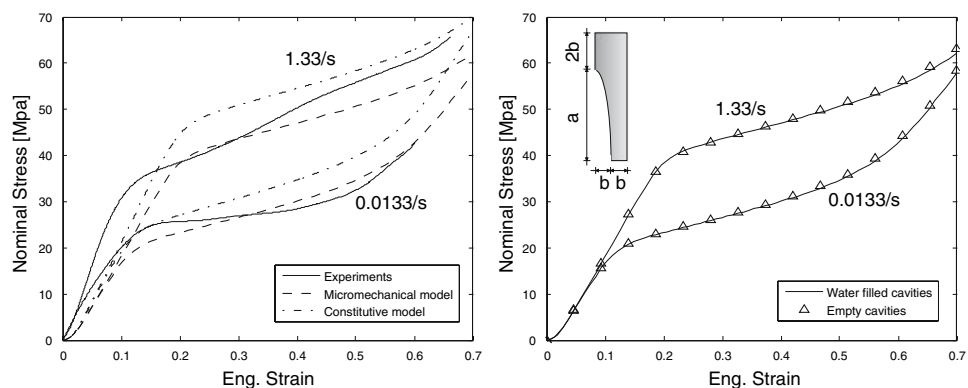 70
60
50
40
30
20
10
0
0 0.1 0.2 0.3 0.4 0.5 0.6 0.7
Nominal Stress [Mpa]
Eng. Strain
1.33/s
0.0133/s
Experiments
Micromechanical model
Constitutive model
70
60
50
40
30
20
10
0
0 0.1 0.2 0.3 0.4 0.5 0.6 0.7
Nominal Stress [Mpa]
Eng. Strain
2b
a
b b
1.33/s
0.0133/s
Water filled cavities
Empty cavities